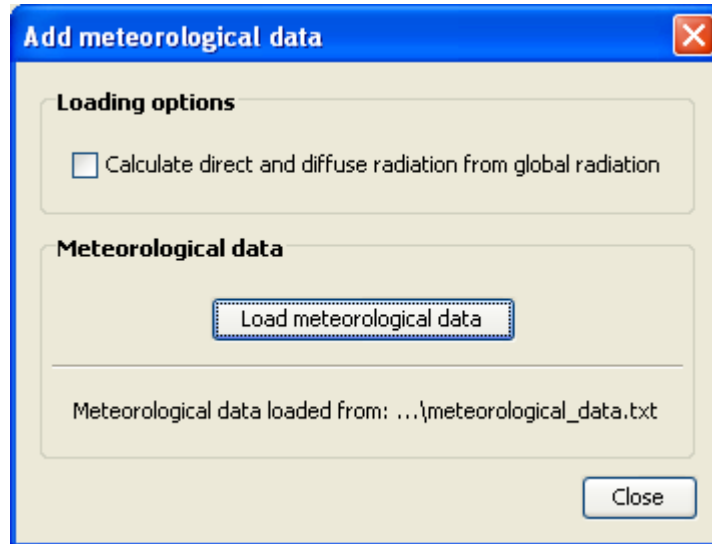 Add meteorological data
Loading options
Calculate direct and diffuse radiation from global radiation
Meteorological data
Load meteorological data
Meteorological data loaded from: ...\meteorological_data.txt
Close